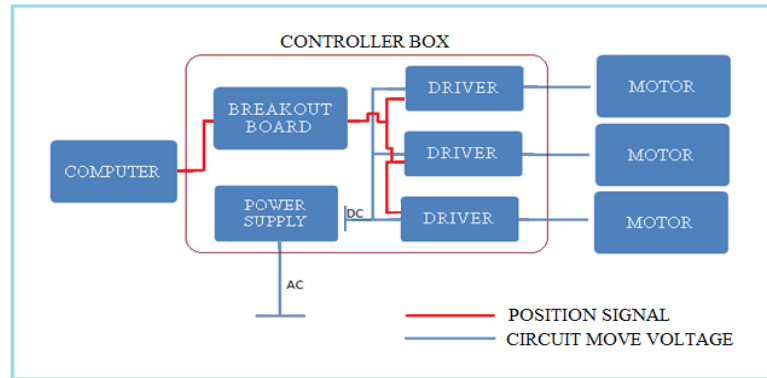 CONTROLLER BOX
COMPUTER
BREAKOUT
BOARD
POWER
SUPPLY
DC
AC
DRIVER
DRIVER
DRIVER
MOTOR
MOTOR
MOTOR
POSITION SIGNAL
CIRCUIT MOVE VOLTAGE